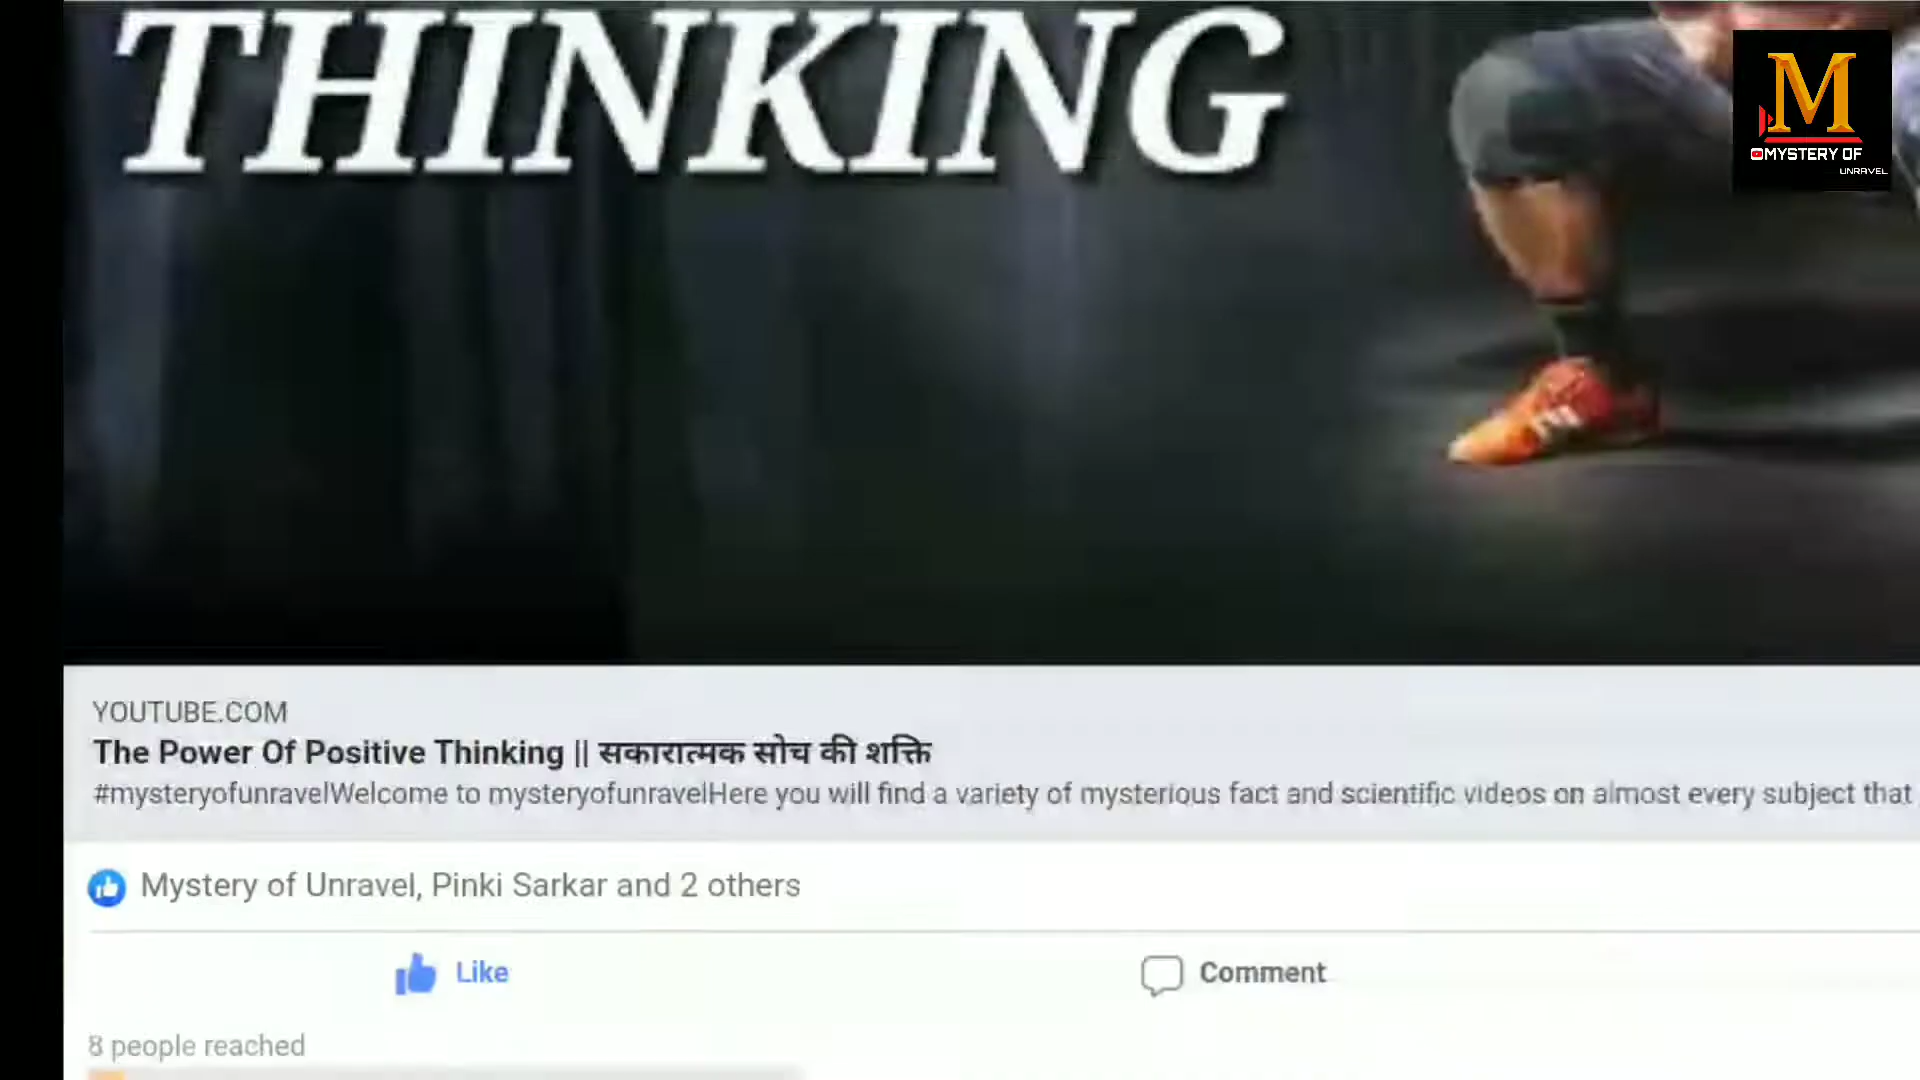 THINKING
M
MYSTERY OF
UNRAVEL
YOUTUBE.COM
The Power Of Positive Thinking || सकारात्मक सोच की शक्ति
#mysteryofunravelWelcome to mysteryofunravelHere you will find a variety of mysterious fact and scientific videos on almost every subject that
Mystery of Unravel, Pinki Sarkar and 2 others
Like
Comment
8 people reached